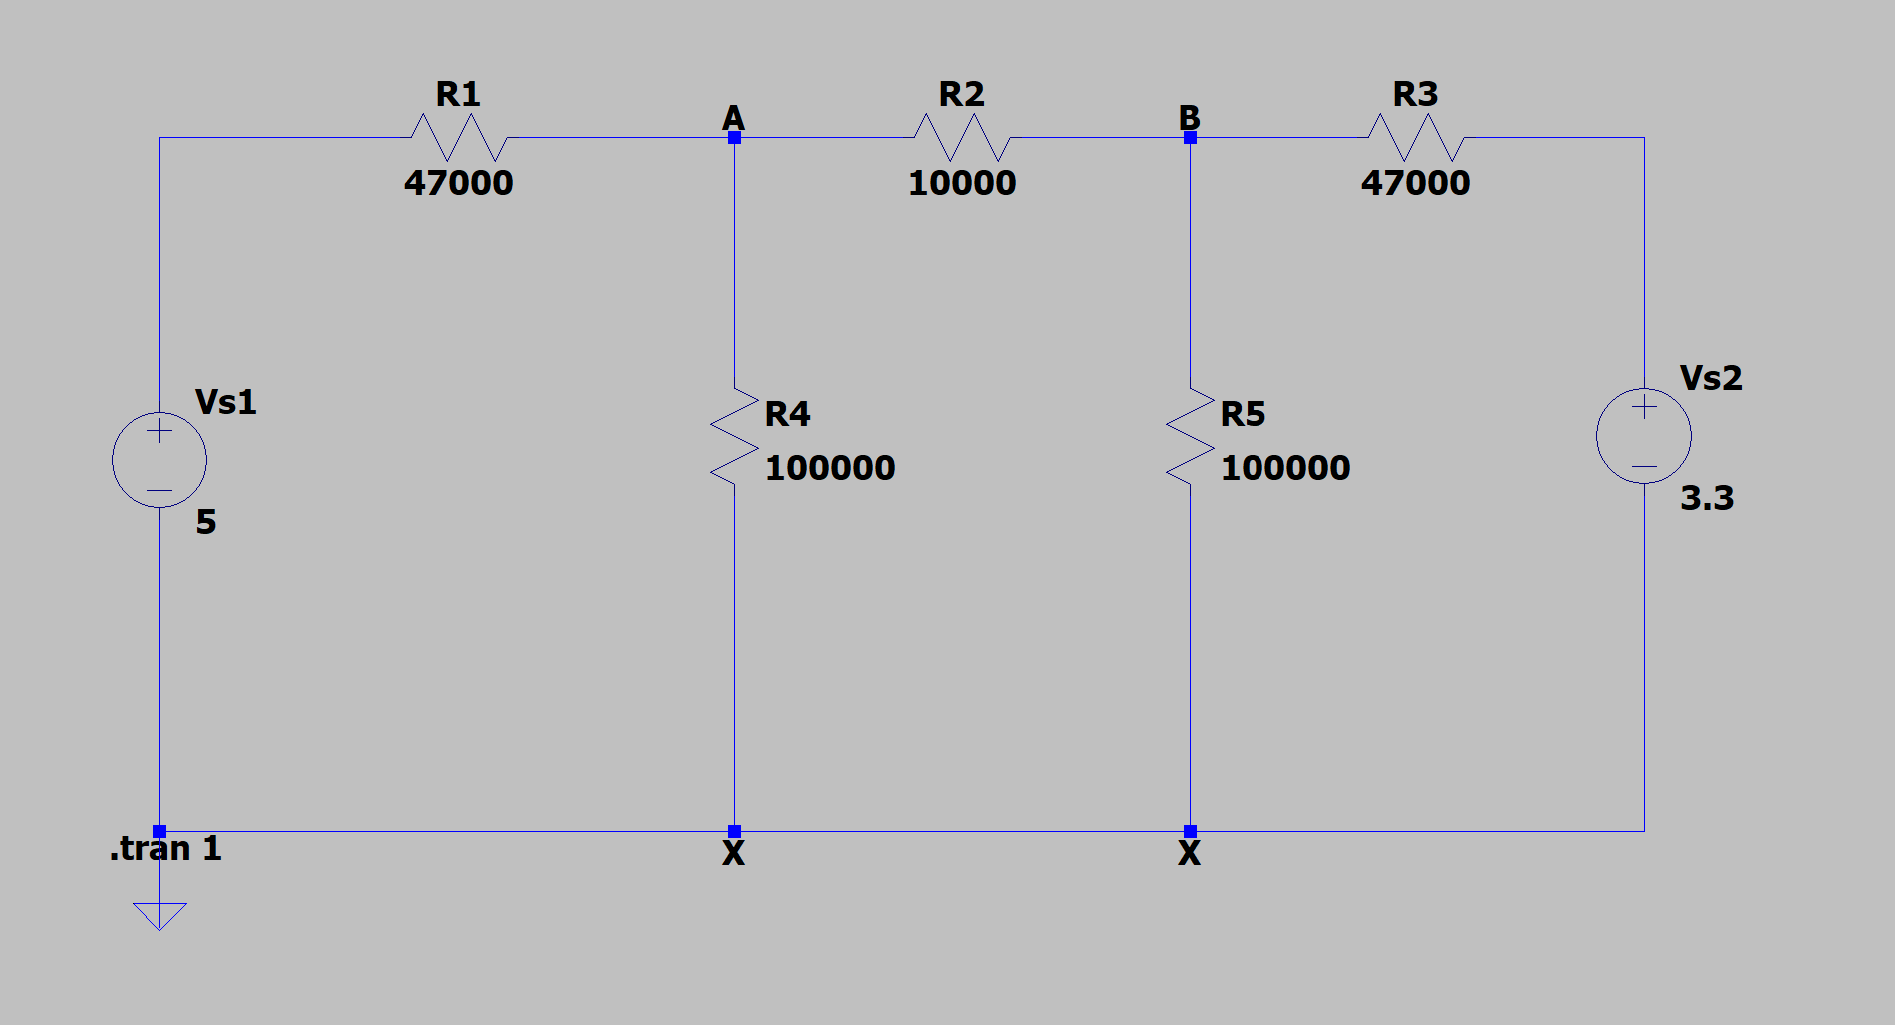 R1
A
R2
B
R3
47000
10000
47000
Vs1
5
R4
100000
R5
100000
Vs2
3.3
.tran 1
X
X